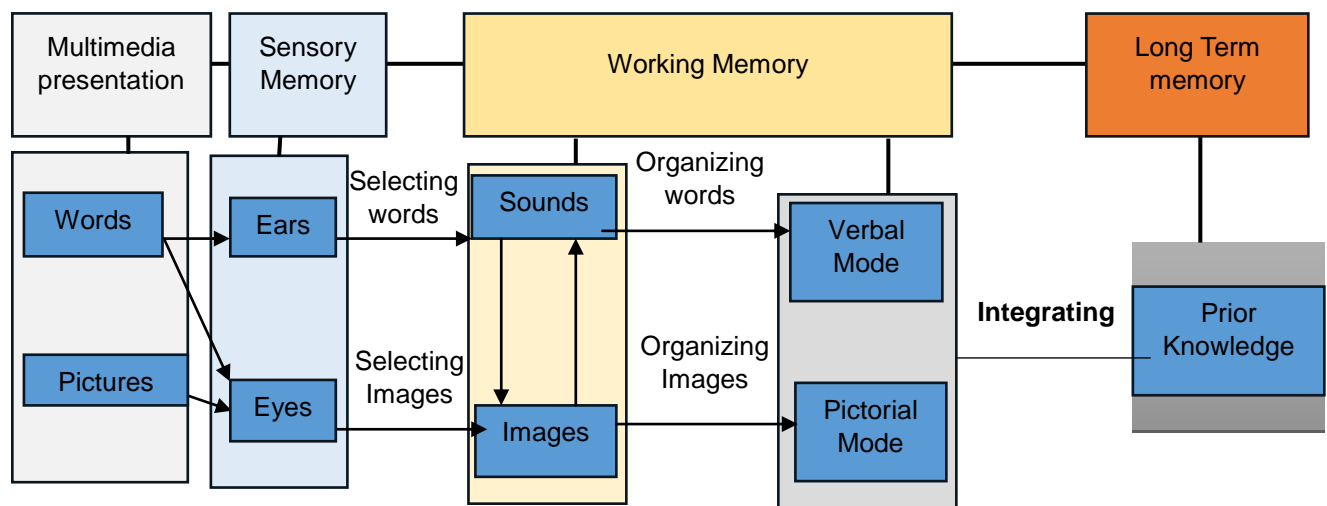 Multimedia
presentation
Sensory
Memory
Working Memory
Long Term
memory
Words
Pictures
Ears
Eyes
Selecting
words
Selecting
Images
Sounds
Images
Organizing
words
Organizing
Images
Verbal
Mode
Pictorial
Mode
Integrating
Prior
Knowledge